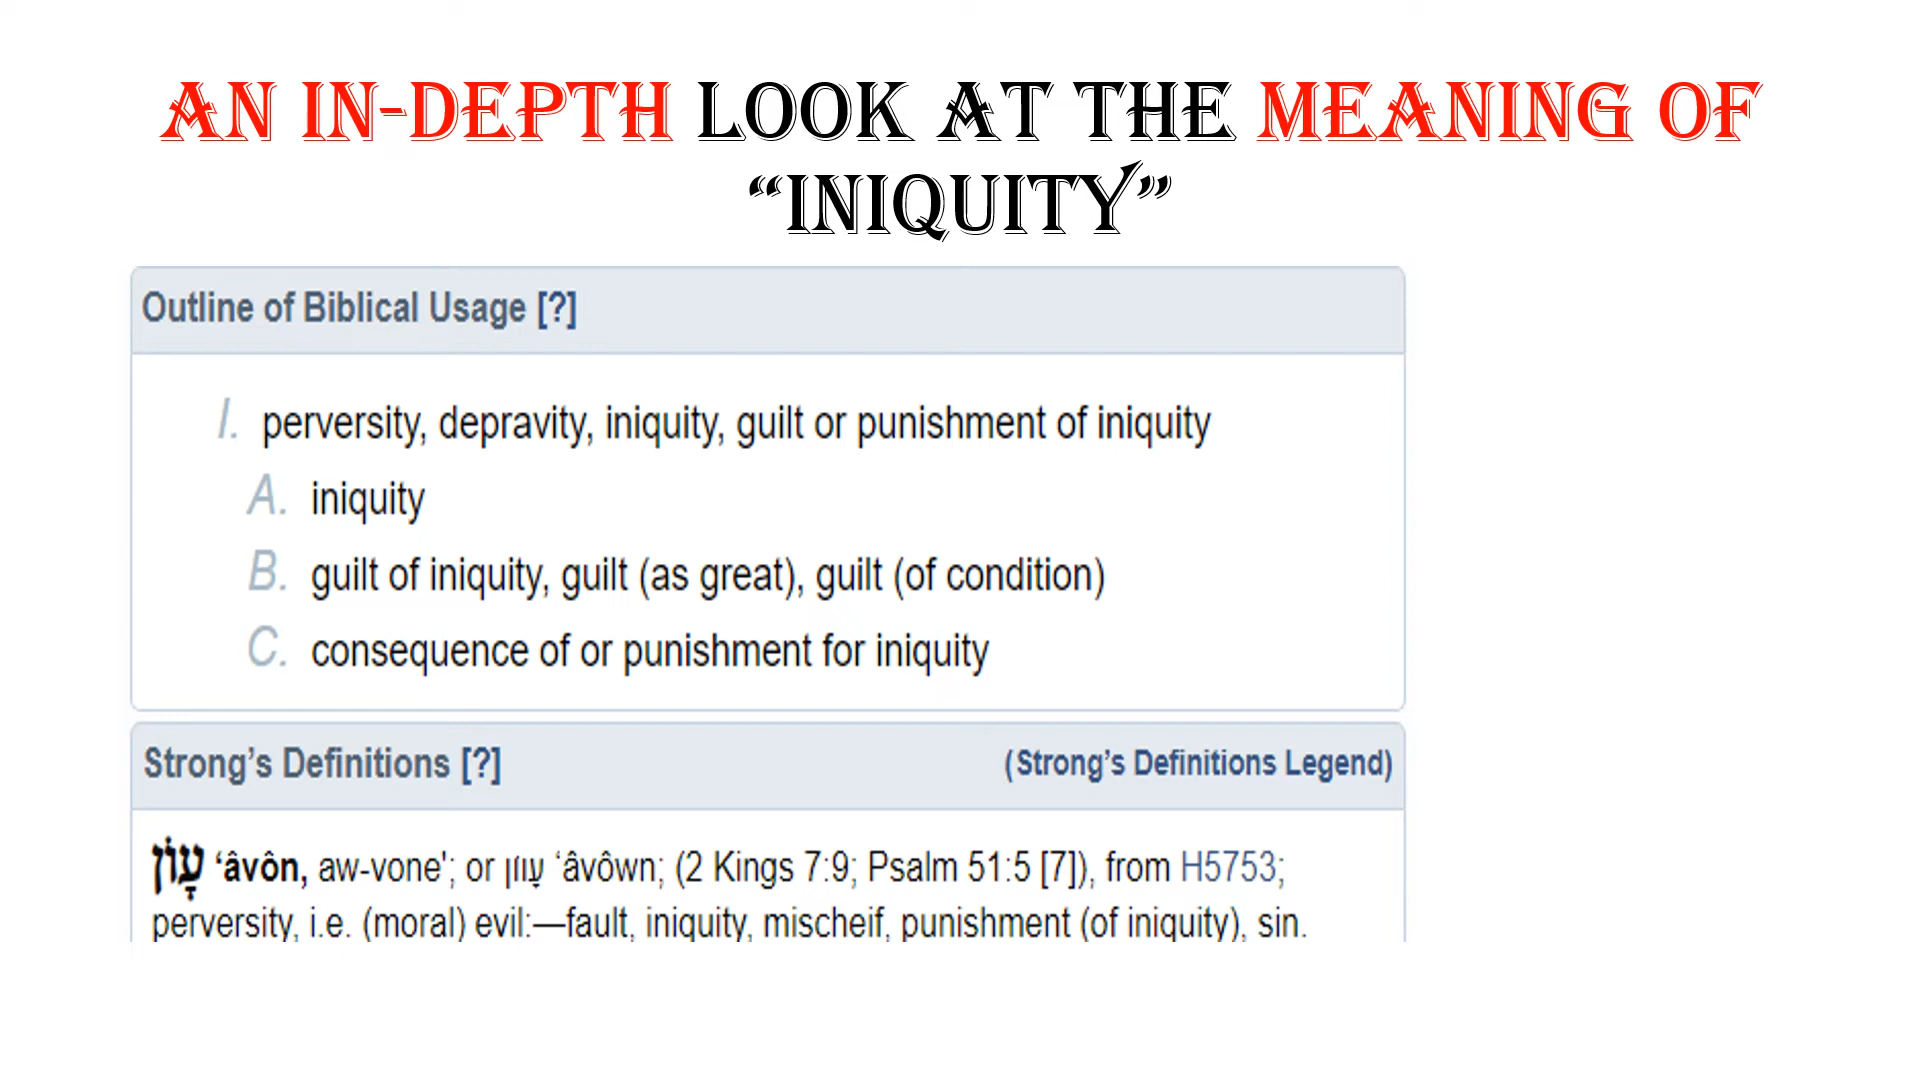 AN IN-DEPTH LOOK AT THE MEANING OF
“INIQUITY”
Outline of Biblical Usage [?]
I. perversity, depravity, iniquity, guilt or punishment of iniquity
A. iniquity
B. guilt of iniquity, guilt (as great), guilt (of condition)
C. consequence of or punishment for iniquity
Strong’s Definitions [?] (Strong’s Definitions Legend)
עָוֺן ʻâvôn, aw-vone'; or עָווֹן ʻâvôwn; (2 Kings 7:9; Psalm 51:5 [7]), from H5753;
perversity, i.e. (moral) evil:—fault, iniquity, mischeif, punishment (of iniquity), sin.